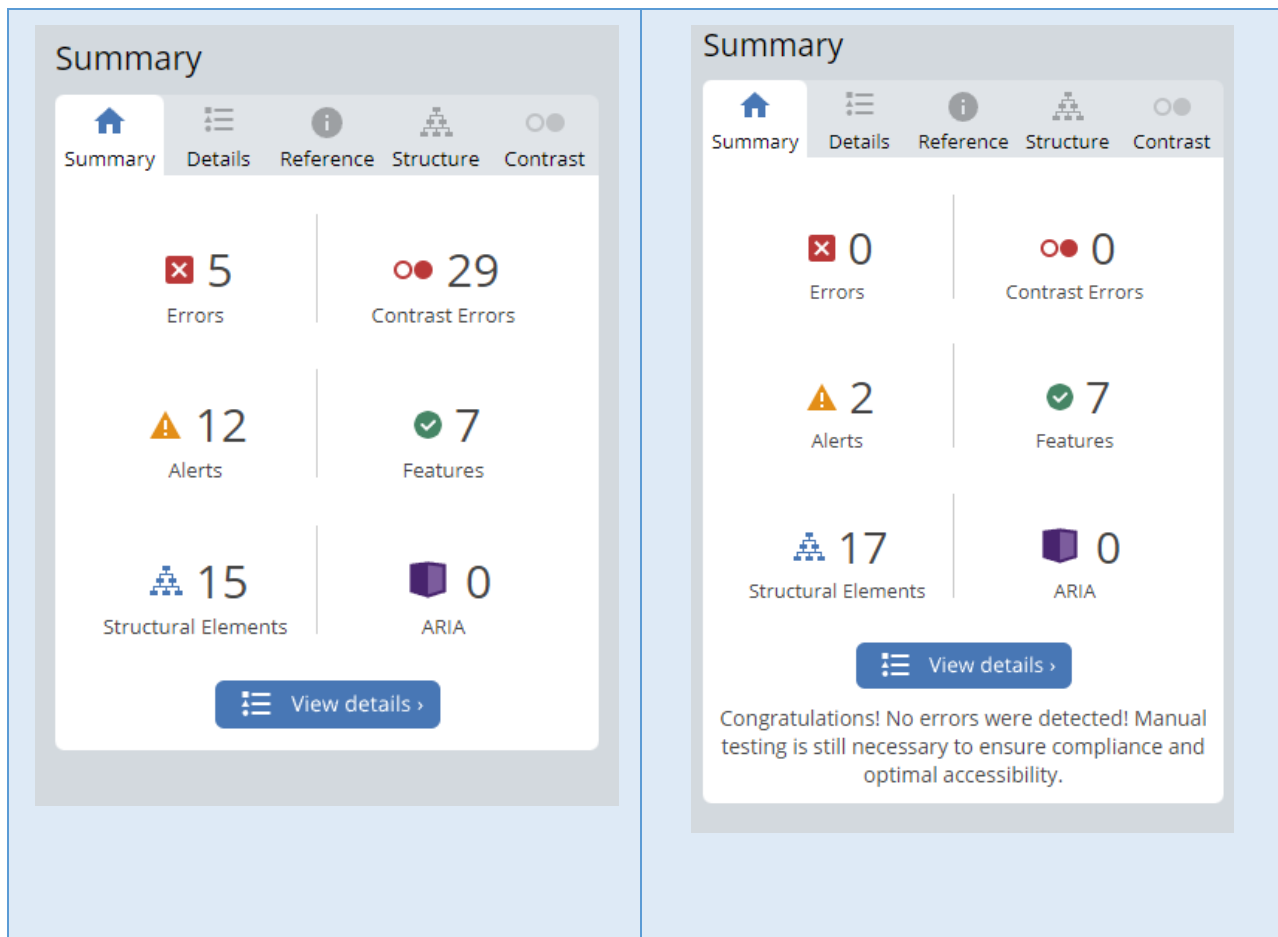 Summary
Summary Details Reference Structure Contrast
5 29
Errors Contrast Errors
12 7
Alerts Features
15 0
Structural Elements ARIA
View details ›
Summary
Summary Details Reference Structure Contrast
0 0
Errors Contrast Errors
2 7
Alerts Features
17 0
Structural Elements ARIA
View details ›
Congratulations! No errors were detected! Manual
testing is still necessary to ensure compliance and
optimal accessibility.